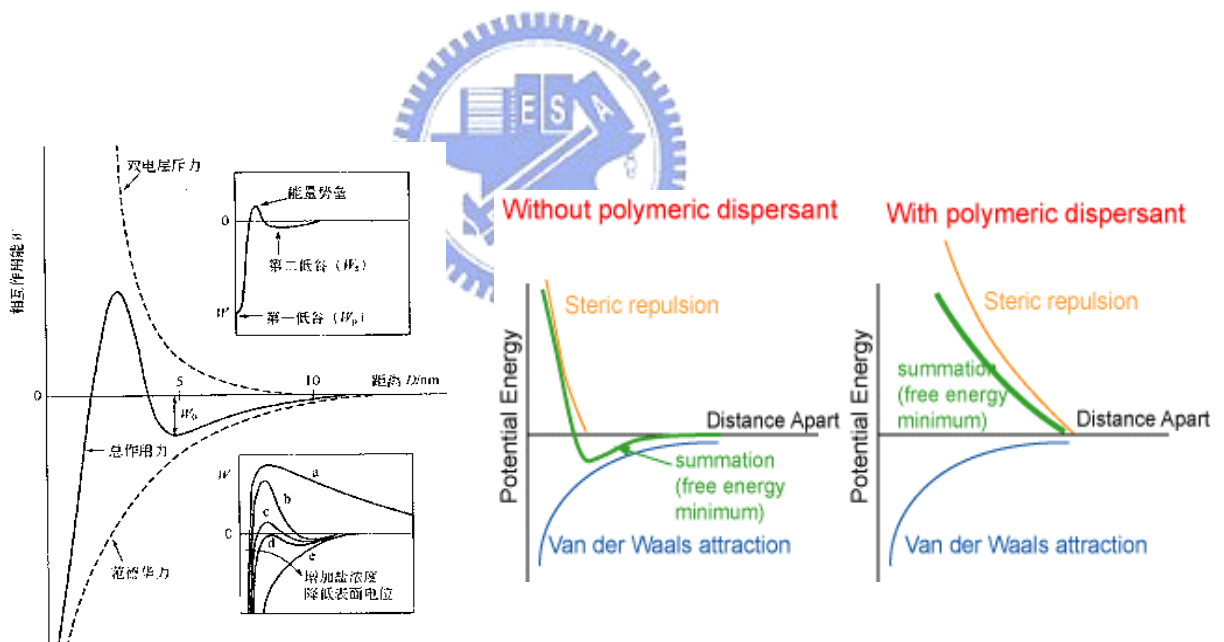 E S A
双电层斥力
相互作用能 W
0
5
10
距离 D/nm
总作用力
范德华力
能量势垒
0
第二低谷 (Wₛ)
W
第一低谷 (Wₚ)
W
a
b
c
0
d
e
增加盐浓度
降低表面电位
Without polymeric dispersant
Steric repulsion
Potential Energy
Distance Apart
summation
(free energy
minimum)
Van der Waals attraction
With polymeric dispersant
Steric repulsion
Potential Energy
summation
(free energy
minimum)
Distance Apart
Van der Waals attraction